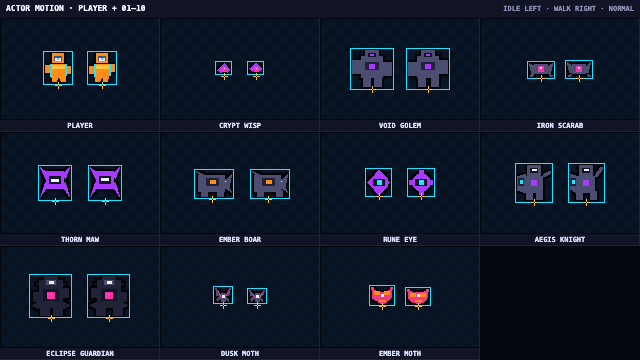 ACTOR MOTION · PLAYER + 01–10
IDLE LEFT · WALK RIGHT · NORMAL
PLAYER
CRYPT WISP
VOID GOLEM
IRON SCARAB
THORN MAW
EMBER BOAR
RUNE EYE
AEGIS KNIGHT
ECLIPSE GUARDIAN
DUSK MOTH
EMBER MOTH